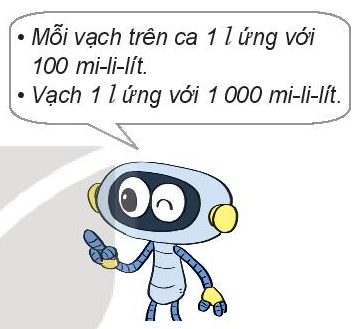 • Mỗi vạch trên ca 1 l ứng với
100 mi-li-lít.
• Vạch 1 l ứng với 1 000 mi-li-lít.